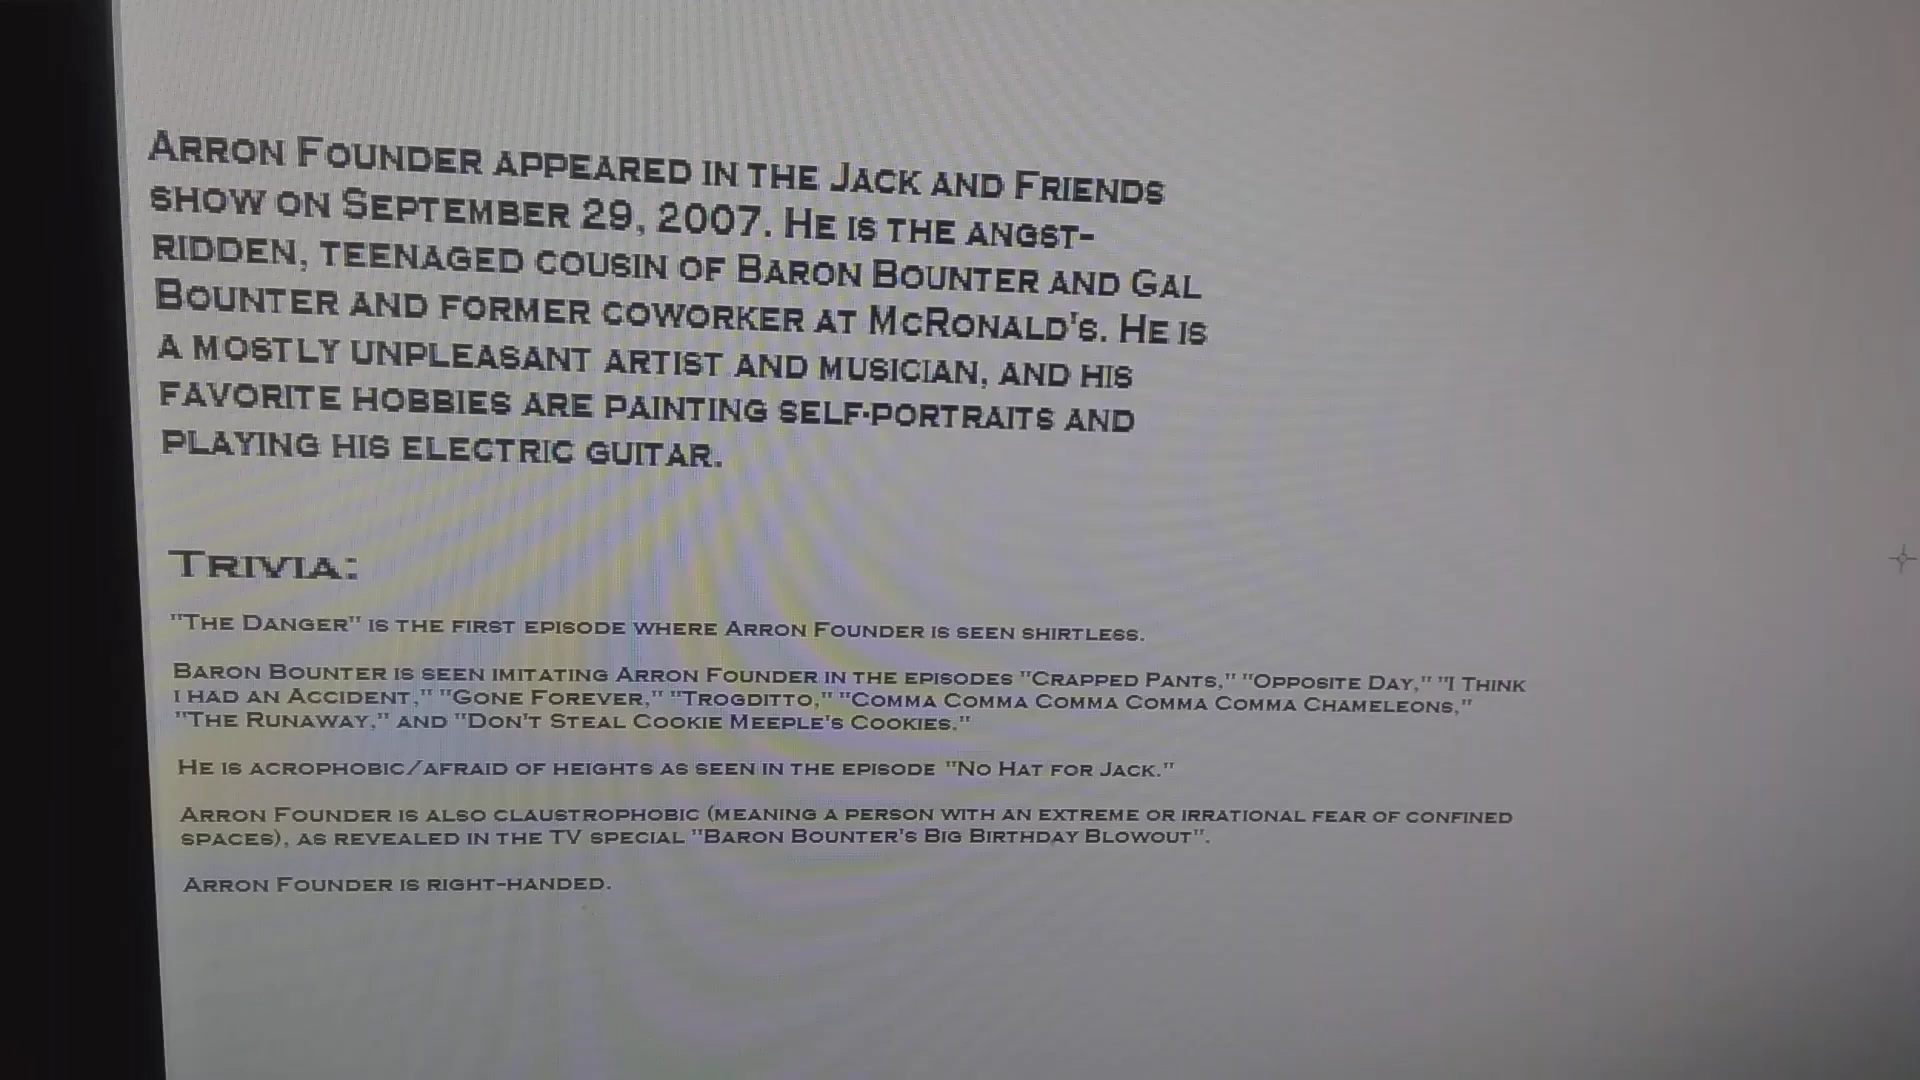 Arron Founder appeared in the Jack and Friends
show on September 29, 2007. He is the angst-
ridden, teenaged cousin of Baron Bounter and Gal
Bounter and former coworker at McRonald's. He is
a mostly unpleasant artist and musician, and his
favorite hobbies are painting self-portraits and
playing his electric guitar.
Trivia:
"The Danger" is the first episode where Arron Founder is seen shirtless.
Baron Bounter is seen imitating Arron Founder in the episodes "Crapped Pants," "Opposite Day," "I Think
I had an Accident," "Gone Forever," "Trogditto," "Comma Comma Comma Comma Comma Chameleons,"
"The Runaway," and "Don't Steal Cookie Meeple's Cookies."
He is acrophobic/afraid of heights as seen in the episode "No Hat for Jack."
Arron Founder is also claustrophobic (meaning a person with an extreme or irrational fear of confined
spaces), as revealed in the TV special "Baron Bounter's Big Birthday Blowout".
Arron Founder is right-handed.